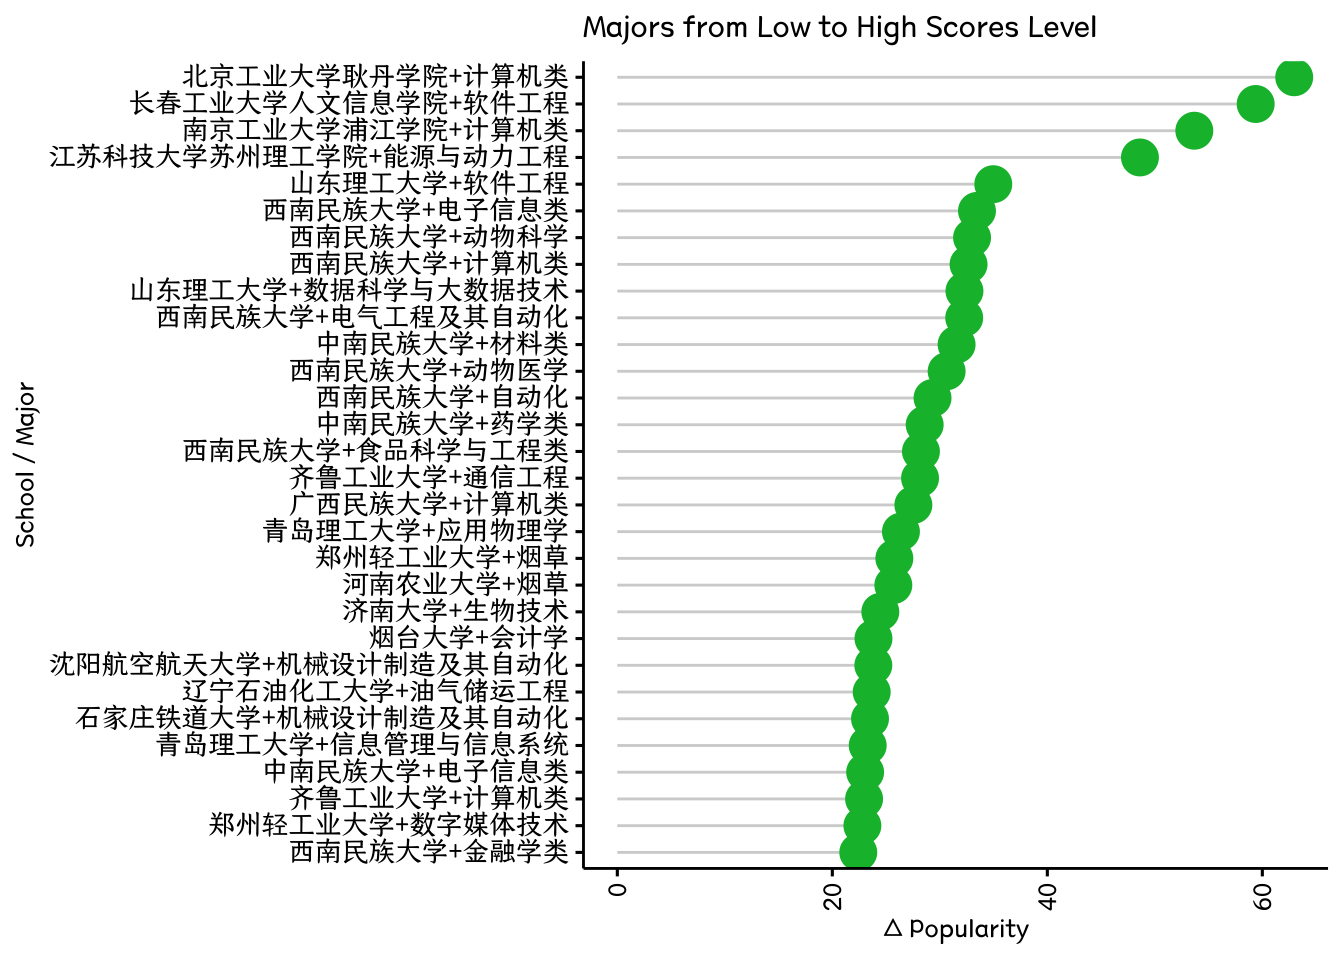 Majors from Low to High Scores Level
School / Major
北京工业大学耿丹学院+计算机类
长春工业大学人文信息学院+软件工程
南京工业大学浦江学院+计算机类
江苏科技大学苏州理工学院+能源与动力工程
山东理工大学+软件工程
西南民族大学+电子信息类
西南民族大学+动物科学
西南民族大学+计算机类
山东理工大学+数据科学与大数据技术
西南民族大学+电气工程及其自动化
中南民族大学+材料类
西南民族大学+动物医学
西南民族大学+自动化
中南民族大学+药学类
西南民族大学+食品科学与工程类
齐鲁工业大学+通信工程
广西民族大学+计算机类
青岛理工大学+应用物理学
郑州轻工业大学+烟草
河南农业大学+烟草
济南大学+生物技术
烟台大学+会计学
沈阳航空航天大学+机械设计制造及其自动化
辽宁石油化工大学+油气储运工程
石家庄铁道大学+机械设计制造及其自动化
青岛理工大学+信息管理与信息系统
中南民族大学+电子信息类
齐鲁工业大学+计算机类
郑州轻工业大学+数字媒体技术
西南民族大学+金融学类
0 20 40 60
△ Popularity